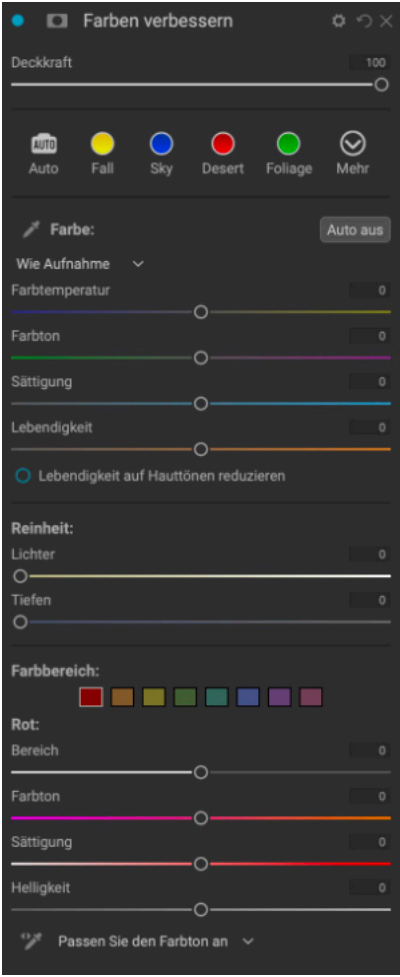 Farben verbessern
Deckkraft 100
AUTO
Auto Fall Sky Desert Foliage Mehr
Farbe: Auto aus
Wie Aufnahme
Farbtemperatur 0
Farbton 0
Sättigung 0
Lebendigkeit 0
Lebendigkeit auf Hauttönen reduzieren
Reinheit:
Lichter 0
Tiefen 0
Farbbereich:
Rot:
Bereich 0
Farbton 0
Sättigung 0
Helligkeit 0
Passen Sie den Farbton an